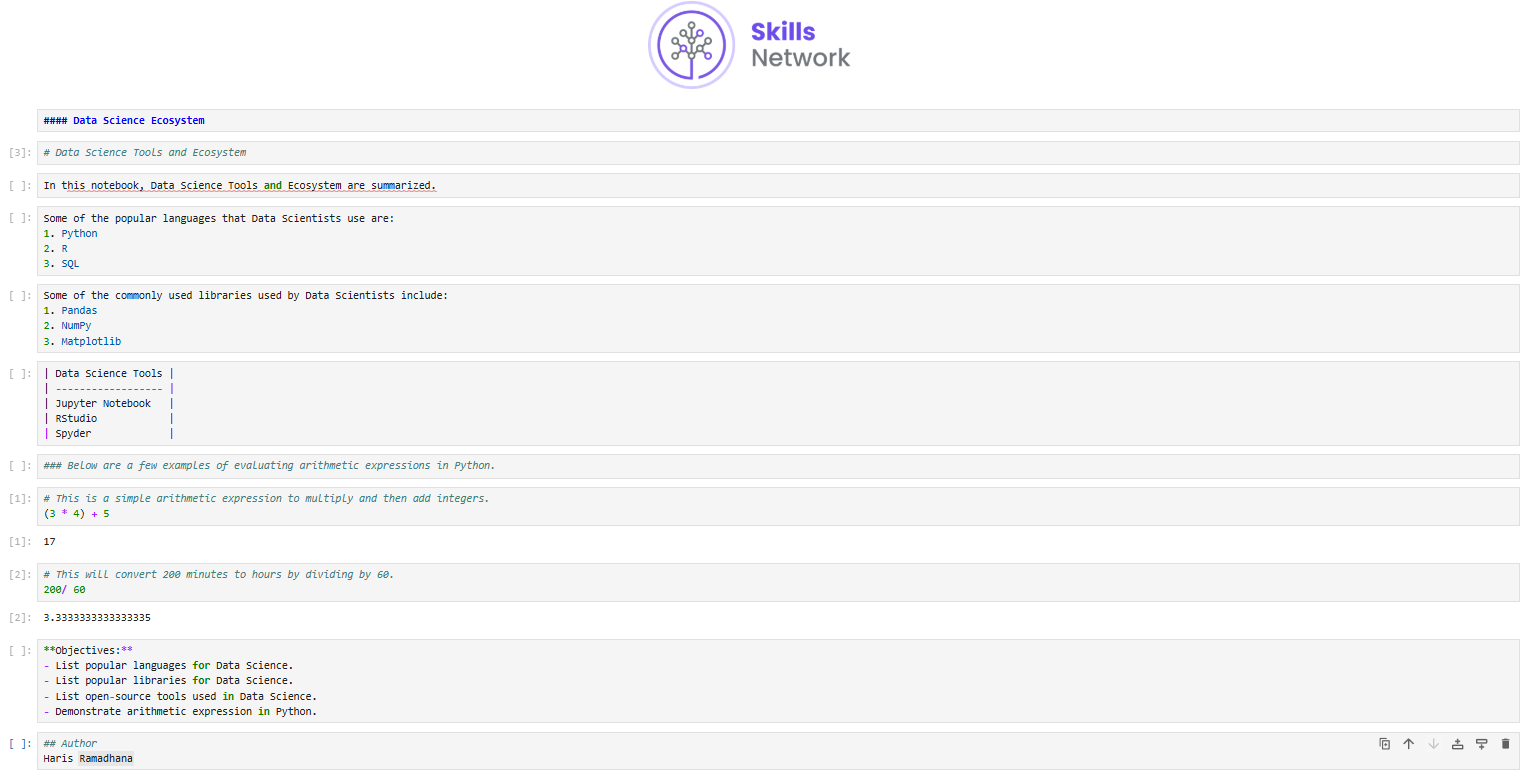 Skills
Network
#### Data Science Ecosystem
[3]: # Data Science Tools and Ecosystem
[ ]: In this notebook, Data Science Tools and Ecosystem are summarized.
[ ]: Some of the popular languages that Data Scientists use are:
1. Python
2. R
3. SQL
[ ]: Some of the commonly used libraries used by Data Scientists include:
1. Pandas
2. NumPy
3. Matplotlib
[ ]: | Data Science Tools |
| ------------------ |
| Jupyter Notebook   |
| RStudio            |
| Spyder             |
[ ]: ### Below are a few examples of evaluating arithmetic expressions in Python.
[1]: # This is a simple arithmetic expression to multiply and then add integers.
(3 * 4) + 5
[1]: 17
[2]: # This will convert 200 minutes to hours by dividing by 60.
200/ 60
[2]: 3.3333333333333335
[ ]: **Objectives:**
- List popular languages for Data Science.
- List popular libraries for Data Science.
- List open-source tools used in Data Science.
- Demonstrate arithmetic expression in Python.
[ ]: ## Author
Haris Ramadhana